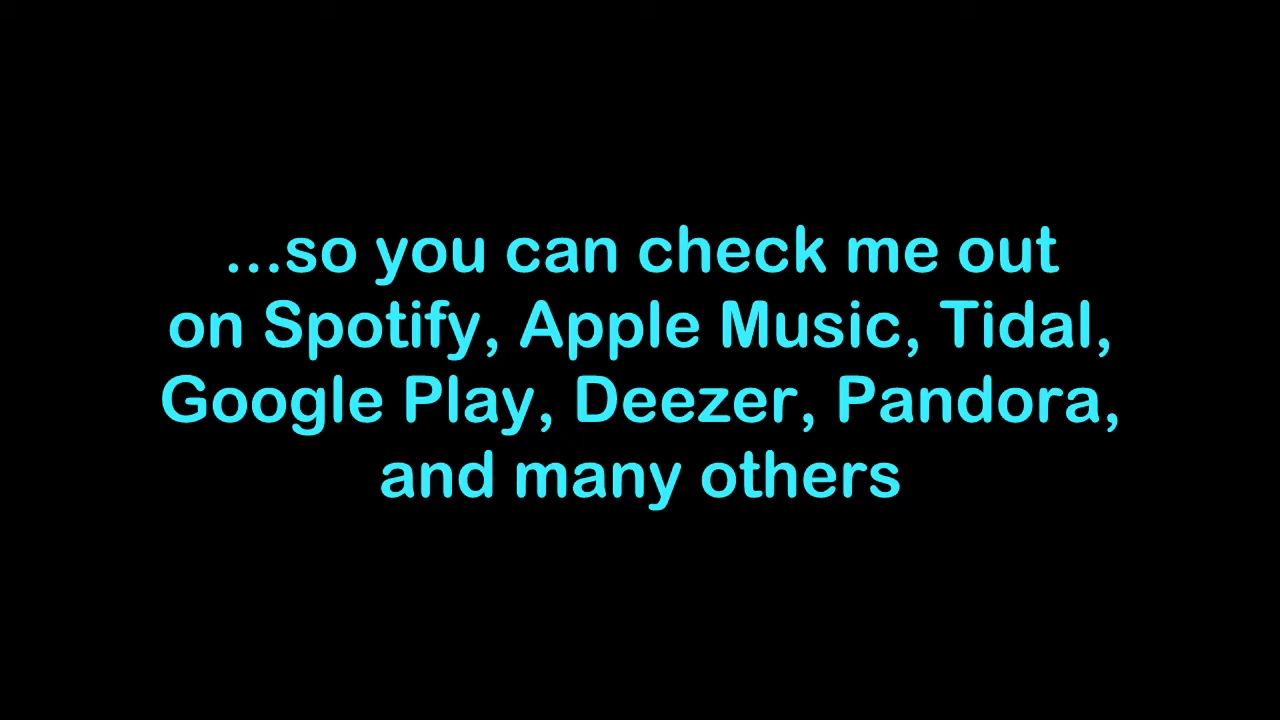 ...so you can check me out
on Spotify, Apple Music, Tidal,
Google Play, Deezer, Pandora,
and many others